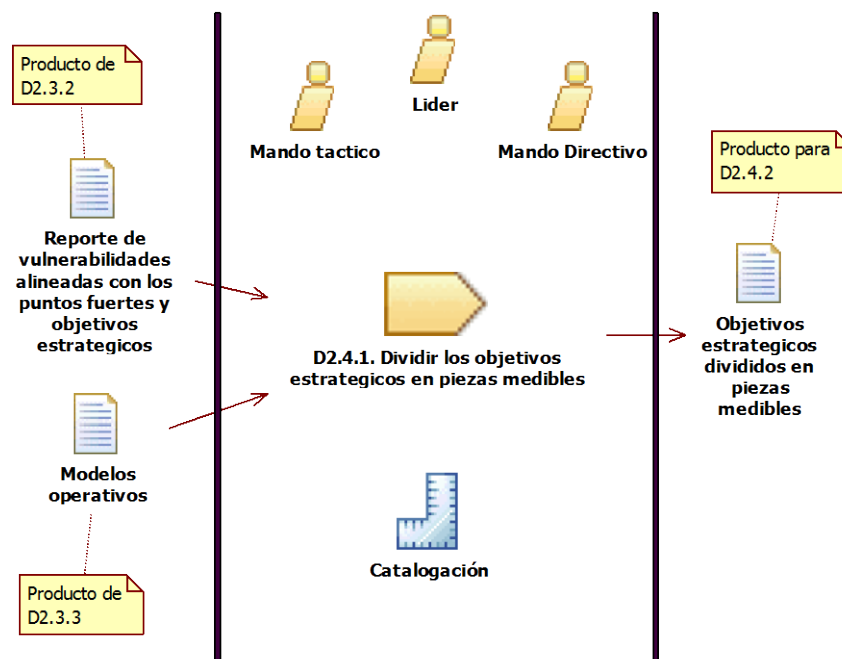 Producto de
D2.3.2
Reporte de
vulnerabilidades
alineadas con los
puntos fuertes y
objetivos
estrategicos
Modelos
operativos
Producto de
D2.3.3
Lider
Mando tactico
Mando Directivo
D2.4.1. Dividir los objetivos
estrategicos en piezas medibles
Catalogación
Producto para
D2.4.2
Objetivos
estrategicos
divididos en
piezas
medibles